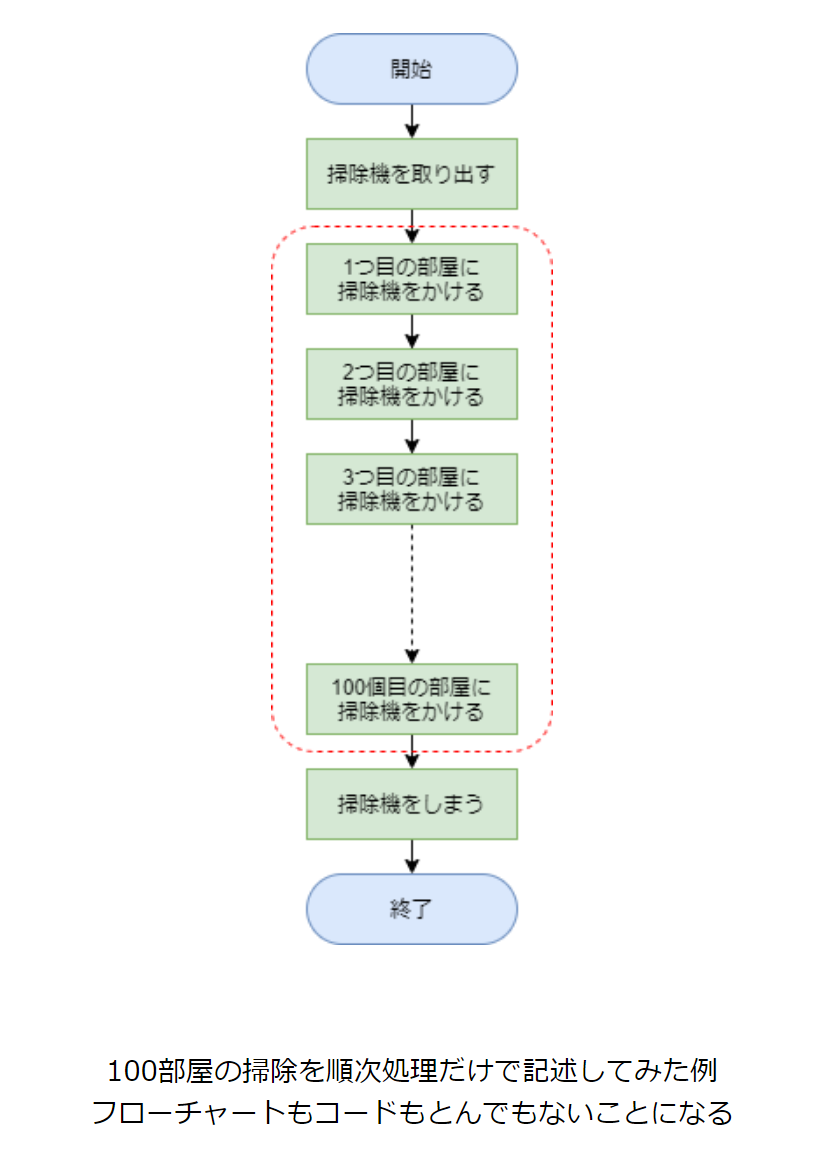 開始
掃除機を取り出す
1つ目の部屋に
掃除機をかける
2つ目の部屋に
掃除機をかける
3つ目の部屋に
掃除機をかける
100個目の部屋に
掃除機をかける
掃除機をしまう
終了
100部屋の掃除を順次処理だけで記述してみた例
フローチャートもコードもとんでもないことになる